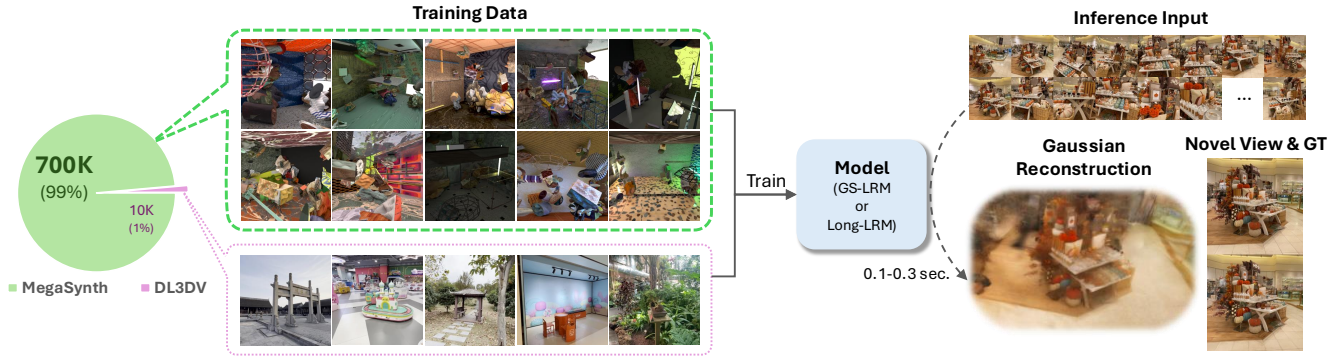 Training Data
700K
(99%)
10K
(1%)
MegaSynth
DL3DV
Train
Model
(GS-LRM
or
Long-LRM)
0.1-0.3 sec.
Inference Input
...
Gaussian
Reconstruction
Novel View & GT